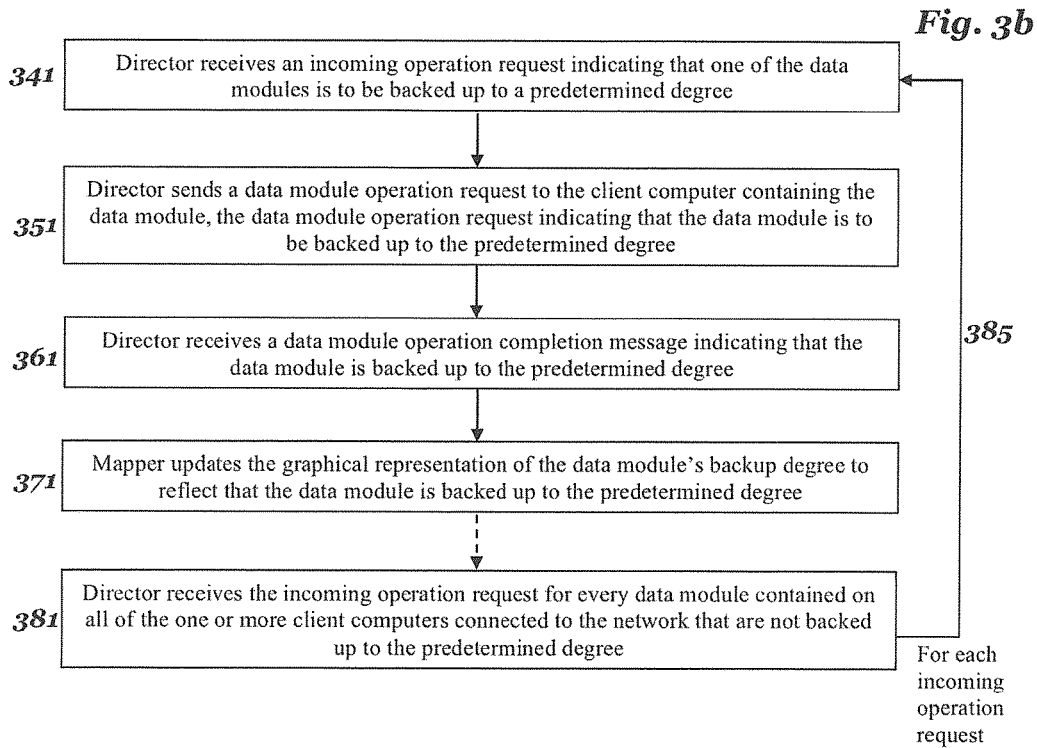 Fig. 3b
341
Director receives an incoming operation request indicating that one of the data
modules is to be backed up to a predetermined degree
351
Director sends a data module operation request to the client computer containing the
data module, the data module operation request indicating that the data module is to
be backed up to the predetermined degree
361
Director receives a data module operation completion message indicating that the
data module is backed up to the predetermined degree
385
371
Mapper updates the graphical representation of the data module's backup degree to
reflect that the data module is backed up to the predetermined degree
381
Director receives the incoming operation request for every data module contained on
all of the one or more client computers connected to the network that are not backed
up to the predetermined degree
For each
incoming
operation
request